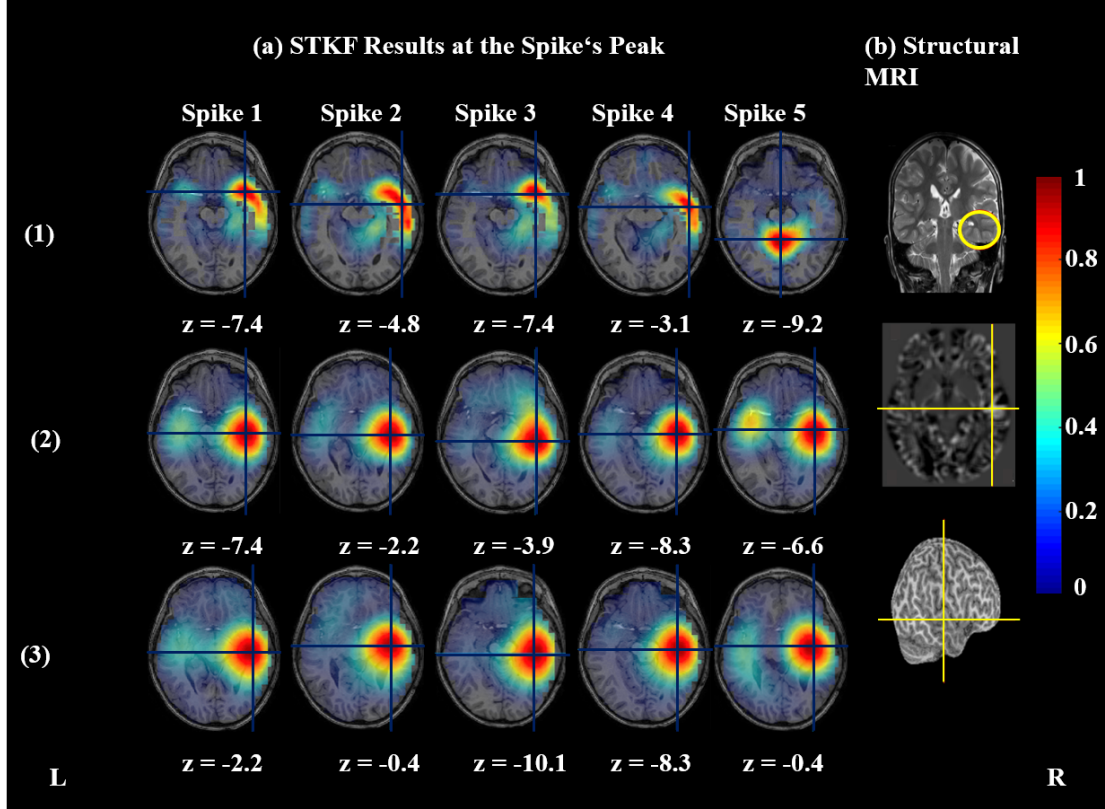 (a) STKF Results at the Spike‘s Peak
(b) Structural
MRI
Spike 1 Spike 2 Spike 3 Spike 4 Spike 5
1
(1)
0.8
z = -7.4 z = -4.8 z = -7.4 z = -3.1 z = -9.2
0.6
(2)
0.4
0.2
z = -7.4 z = -2.2 z = -3.9 z = -8.3 z = -6.6
0
(3)
z = -2.2 z = -0.4 z = -10.1 z = -8.3 z = -0.4
L R